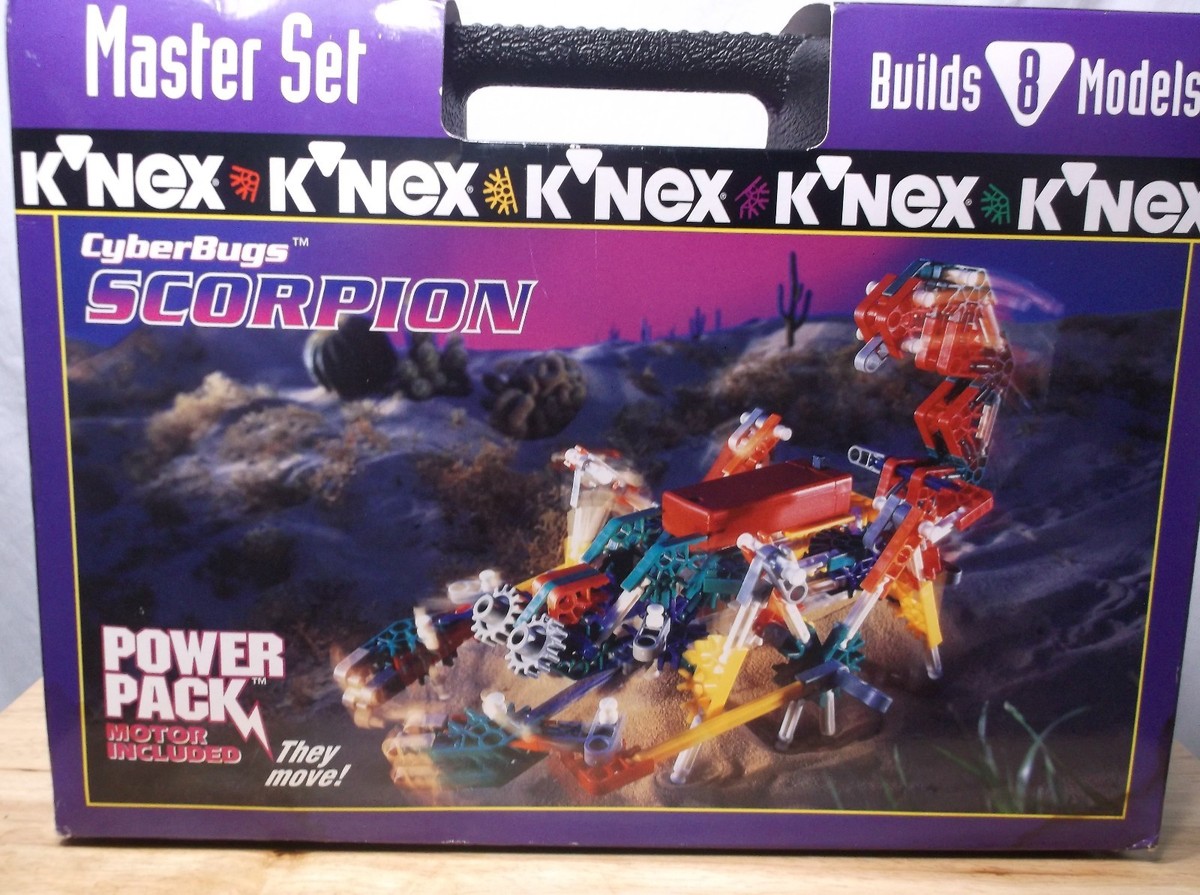 Master Set
Builds 8 Models
K'NEX® K'NEX® K'NEX® K'NEX® K'NEX
CyberBugs™
SCORPION
POWER
PACK™
MOTOR
INCLUDED
They
move!